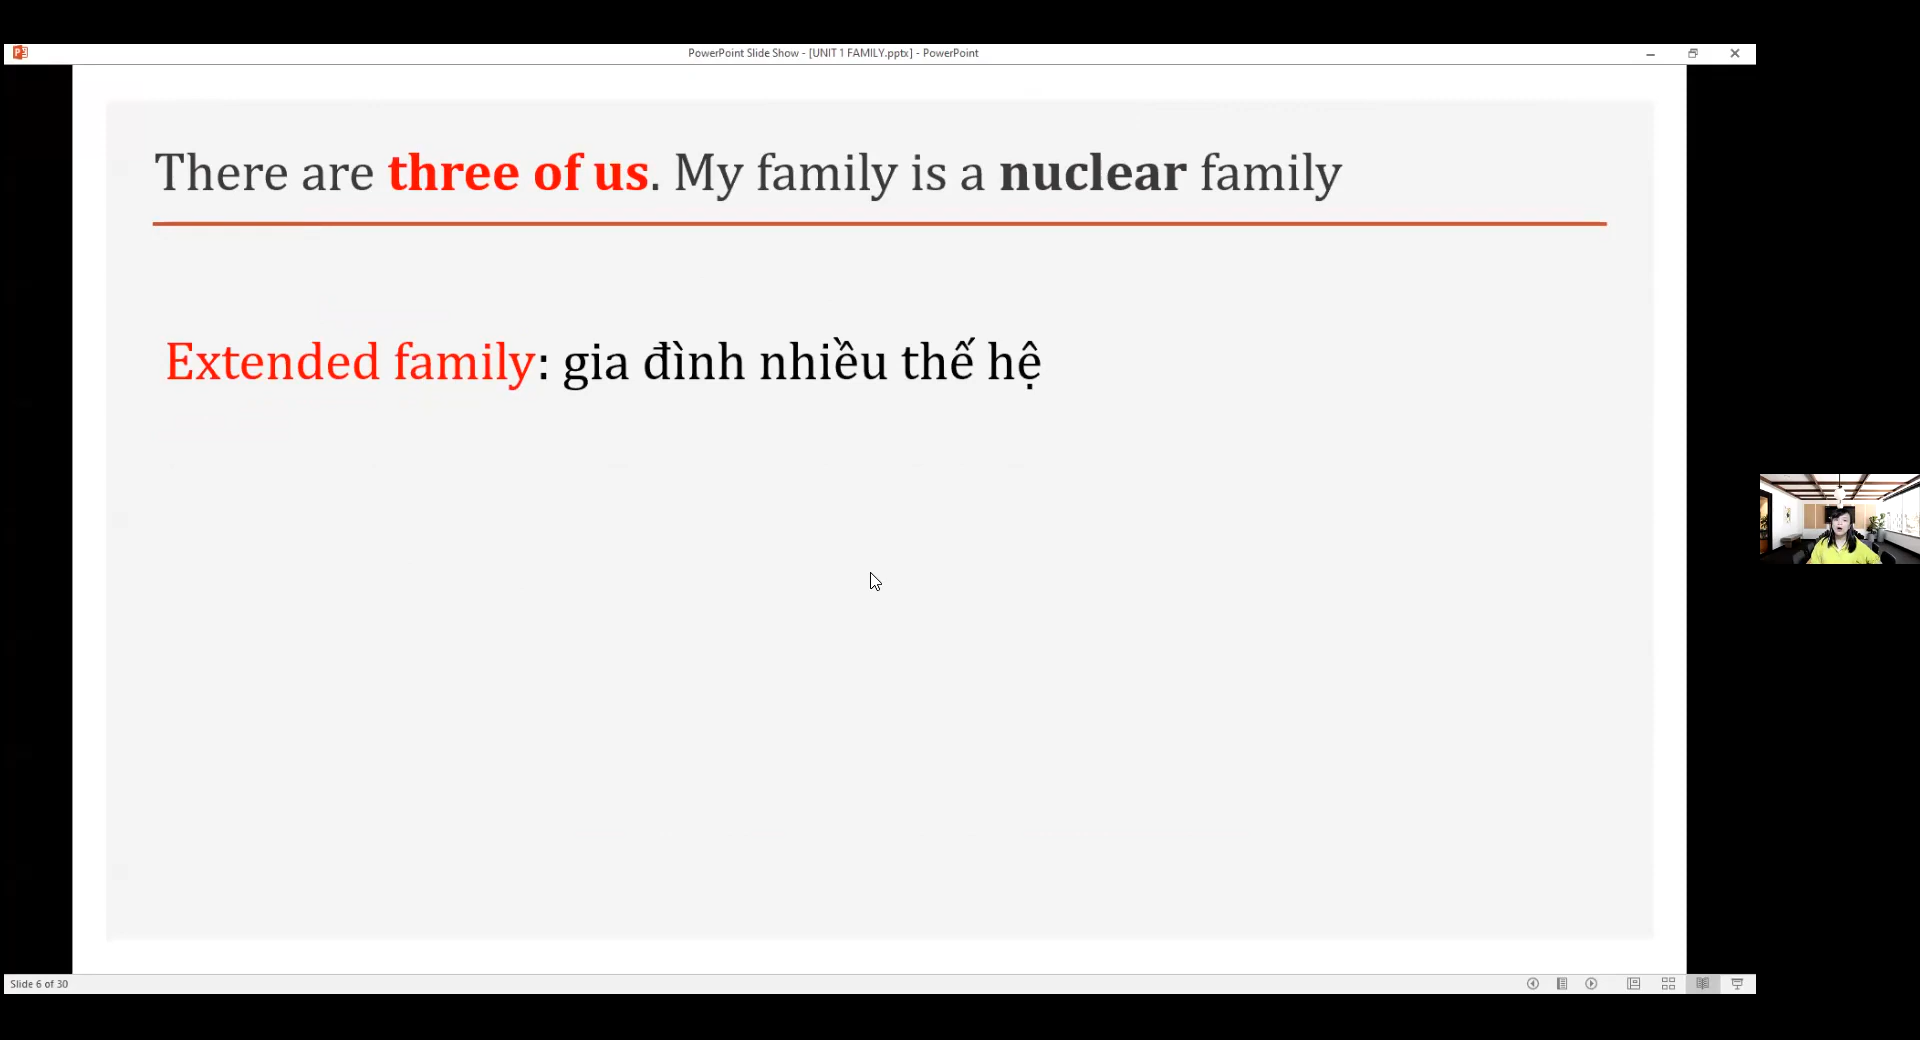 PowerPoint Slide Show - [UNIT 1 FAMILY.pptx] - PowerPoint
There are three of us. My family is a nuclear family
Extended family: gia đình nhiều thế hệ
Slide 6 of 30